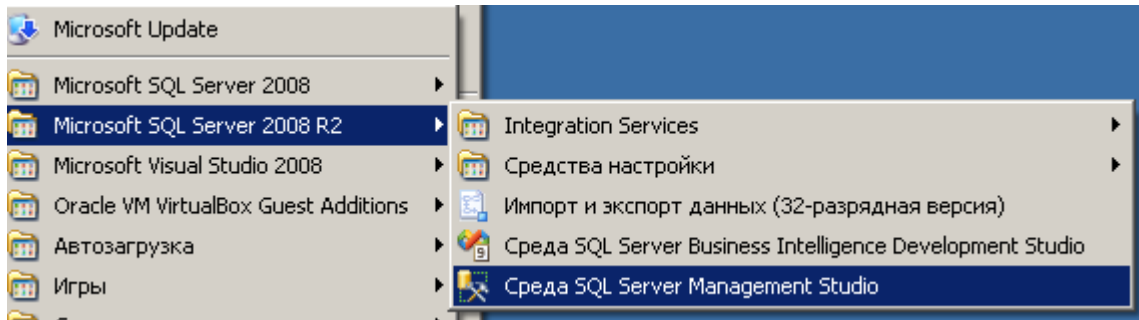 Microsoft Update
Microsoft SQL Server 2008
Microsoft SQL Server 2008 R2
Microsoft Visual Studio 2008
Oracle VM VirtualBox Guest Additions
Автозагрузка
Игры
Integration Services
Средства настройки
Импорт и экспорт данных (32-разрядная версия)
Среда SQL Server Business Intelligence Development Studio
Среда SQL Server Management Studio